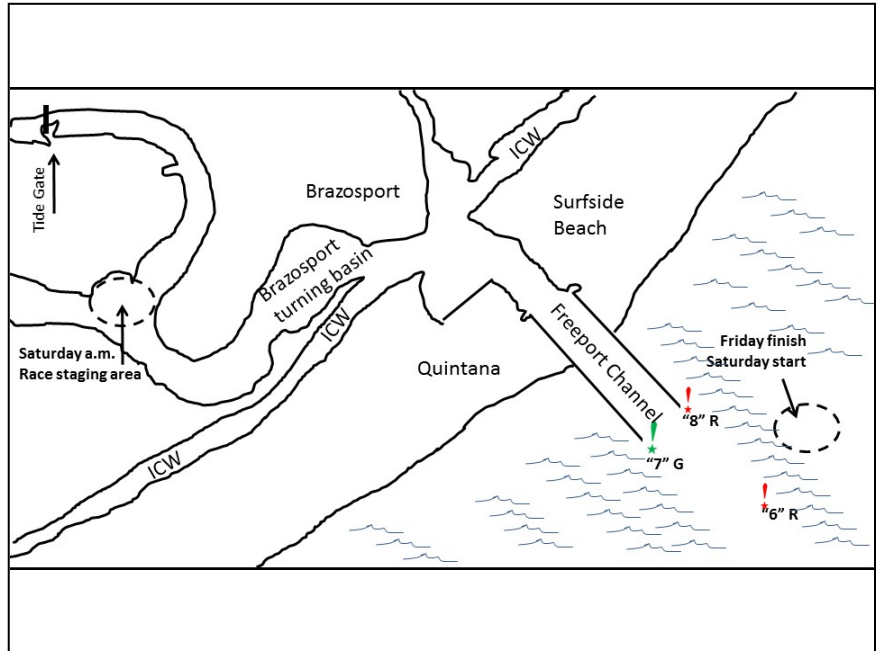 ICW
Tide Gate
Brazosport
Surfside
Beach
Brazosport
turning basin
ICW
Freeport Channel
Friday finish
Saturday start
Saturday a.m.
Race staging area
Quintana
"8" R
"7" G
ICW
"6" R